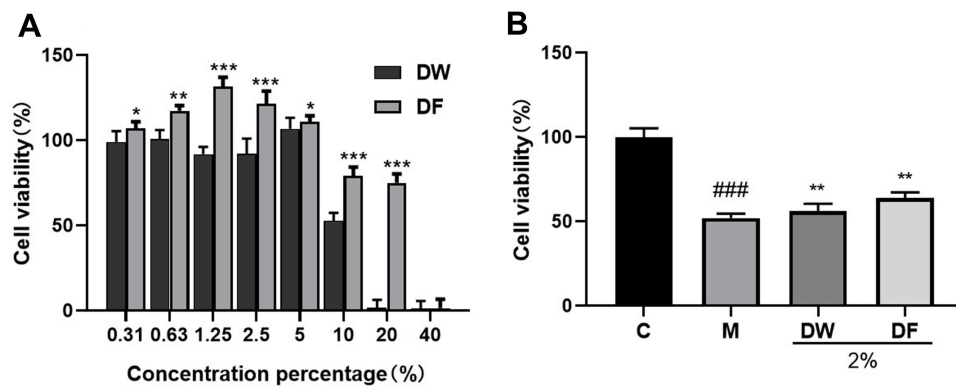 A
Cell viability(%)
150
100
50
0
* ** *** *** * *** ***
DW
DF
0.31 0.63 1.25 2.5 5 10 20 40
Concentration percentage(%)
B
Cell viability(%)
150
100
50
0
### ** **
C M DW DF
2%